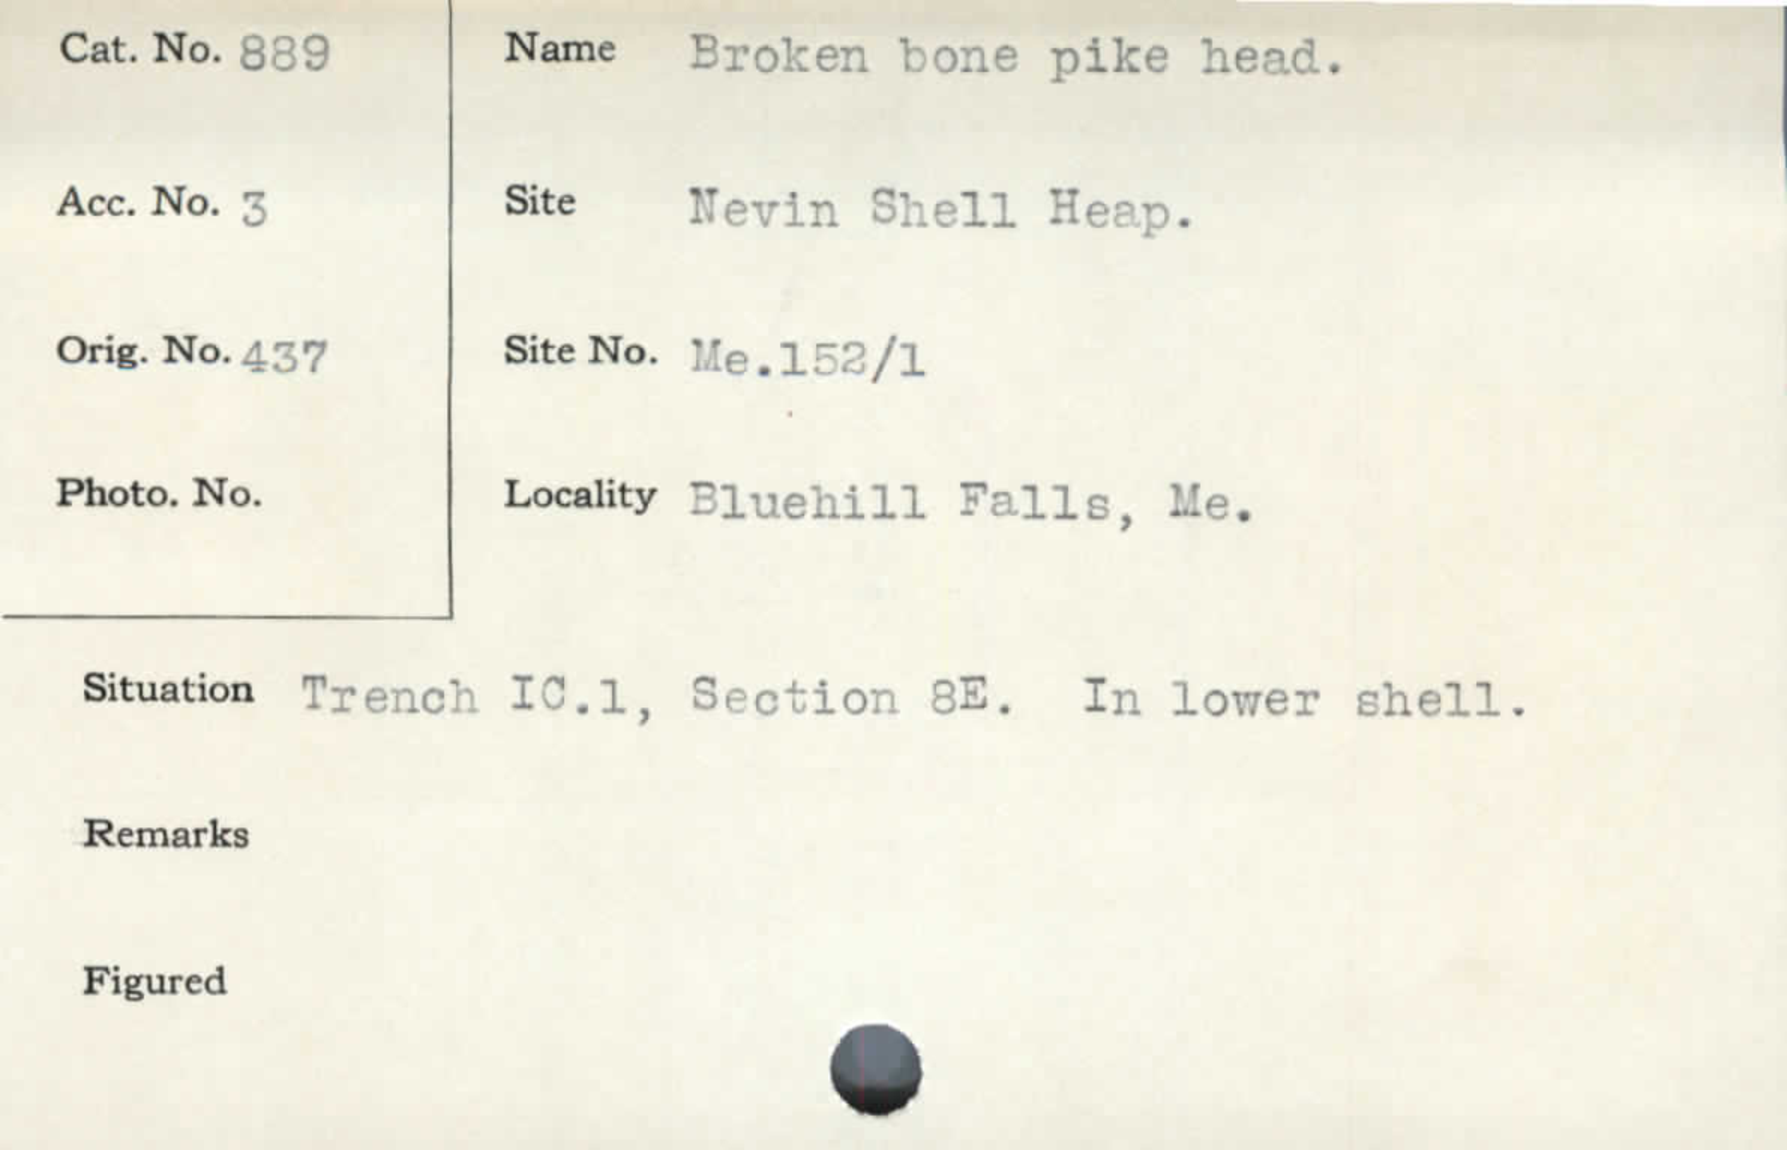 Cat. No. 889
Name Broken bone pike head.
Acc. No. 3
Site Nevin Shell Heap.
Orig. No. 437
Site No. Me.152/1
Photo. No.
Locality Bluehill Falls, Me.
Situation Trench IC.1, Section 8E. In lower shell.
Remarks
Figured